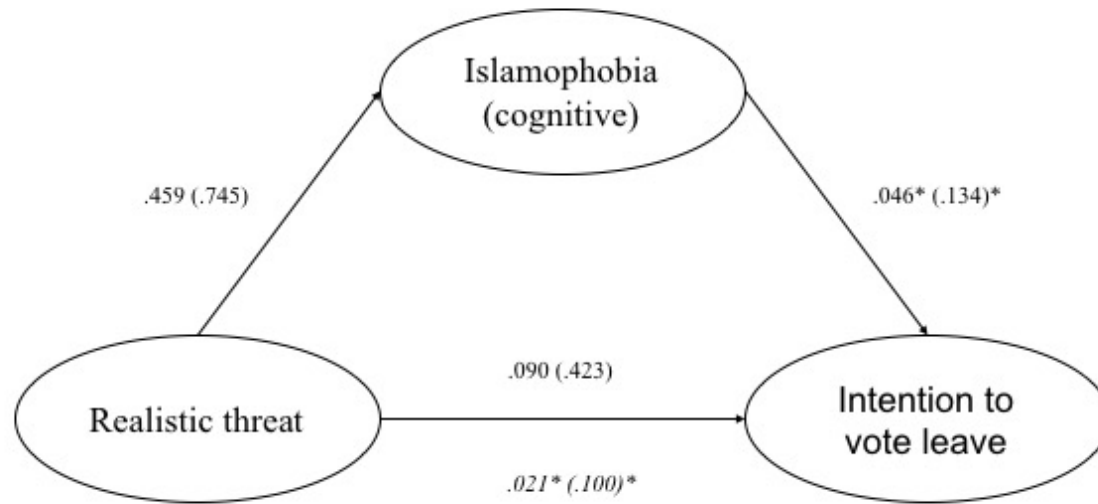 Islamophobia
(cognitive)
.459 (.745)
.046* (.134)*
.090 (.423)
Realistic threat
Intention to
vote leave
.021* (.100)*